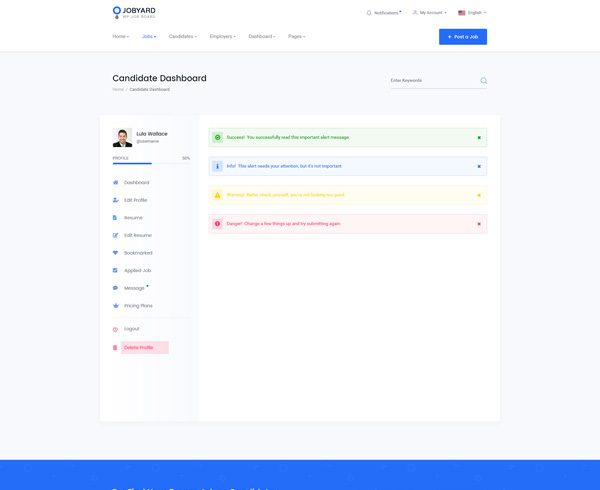 JOBYARD
WP JOB BOARD
Notifications
My Account
English
Home
Jobs
Candidates
Employers
Dashboard
Pages
+ Post a Job
Candidate Dashboard
Home / Candidate Dashboard
Enter Keywords
Lula Wallace
@username
PROFILE
50%
Success! You successfully read this important alert message.
Info! This alert needs your attention, but it's not important.
Warning! Better check yourself, you're not looking too good.
Danger! Change a few things up and try submitting again.
Dashboard
Edit Profile
Resume
Edit Resume
Bookmarked
Applied Job
Message
Pricing Plans
Logout
Delete Profile